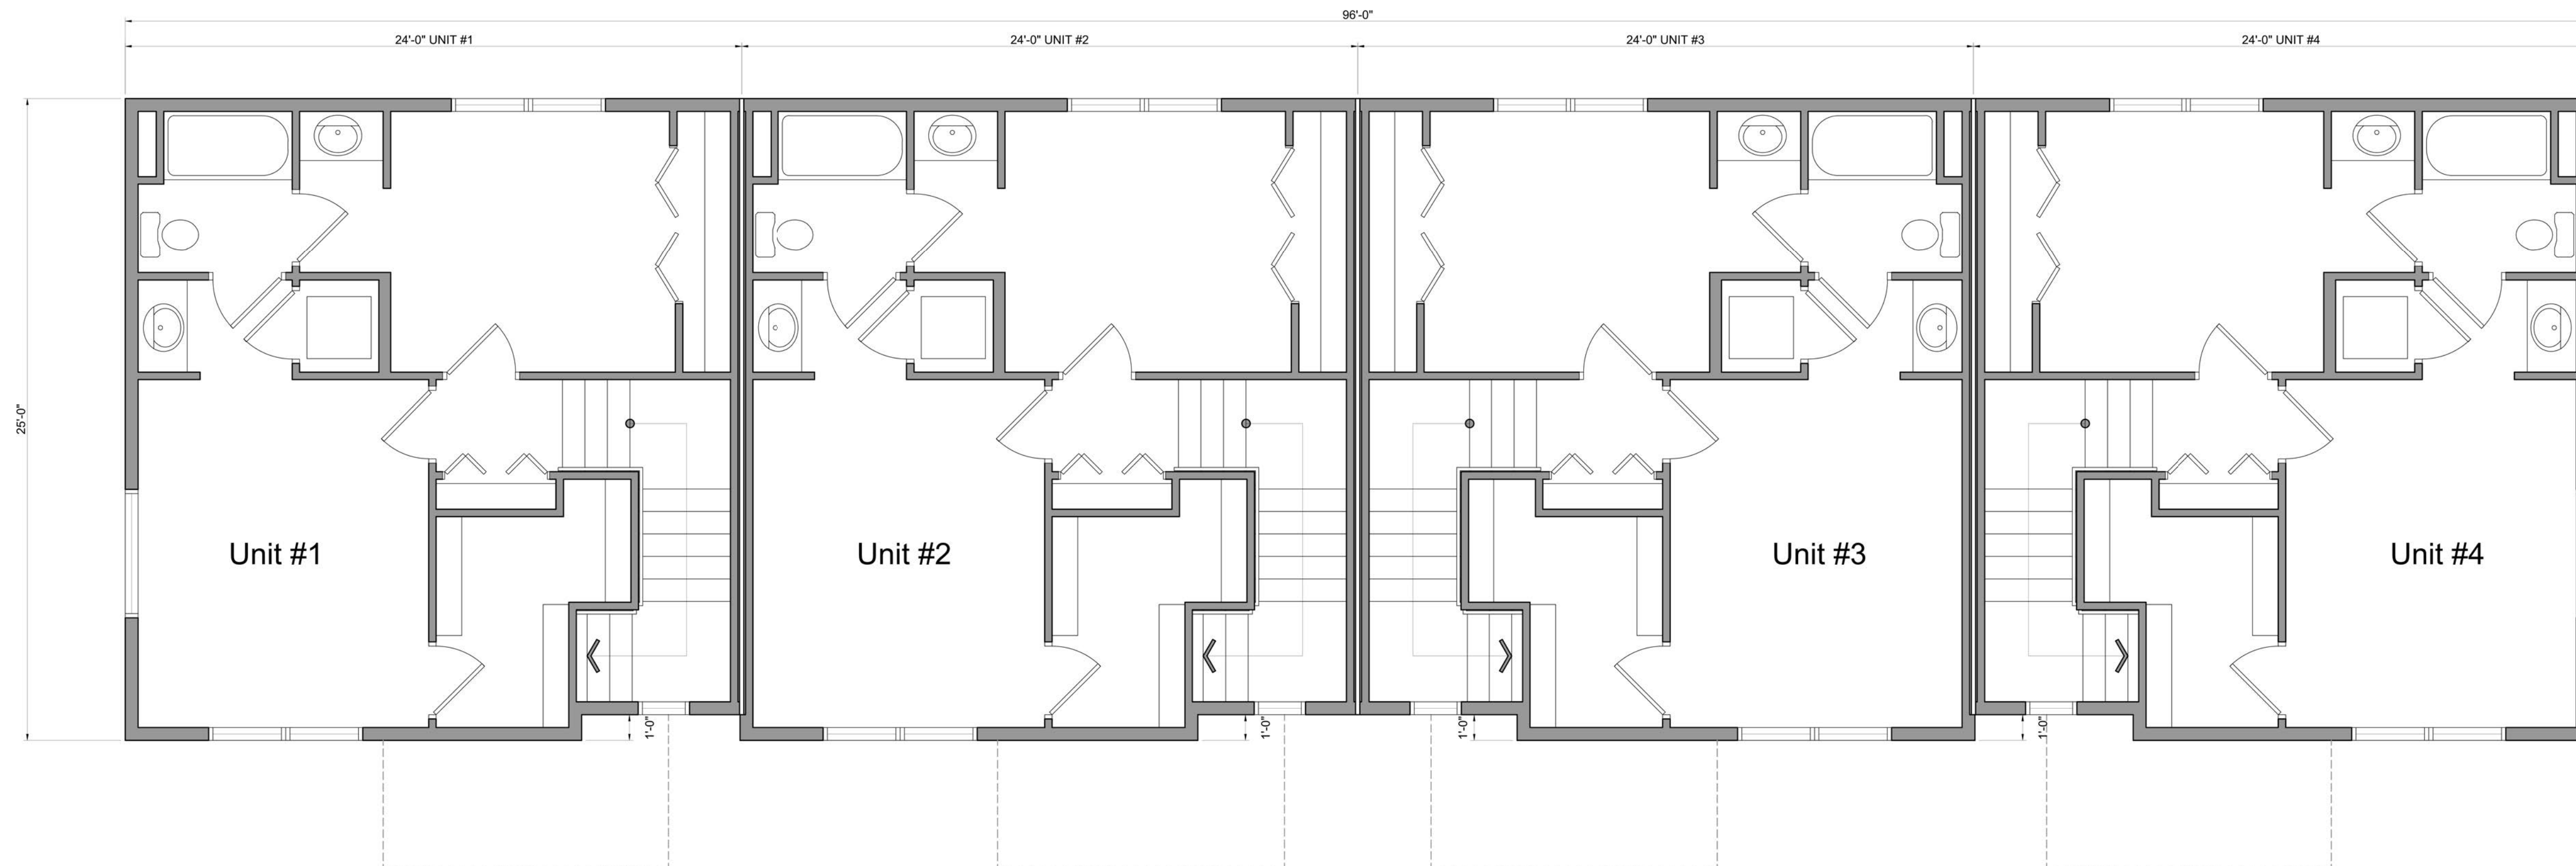 96'-0"
24'-0" UNIT #1
24'-0" UNIT #2
24'-0" UNIT #3
24'-0" UNIT #4
25'-0"
Unit #1
Unit #2
Unit #3
Unit #4
1'-0"
1'-0"
1'-0"
1'-0"